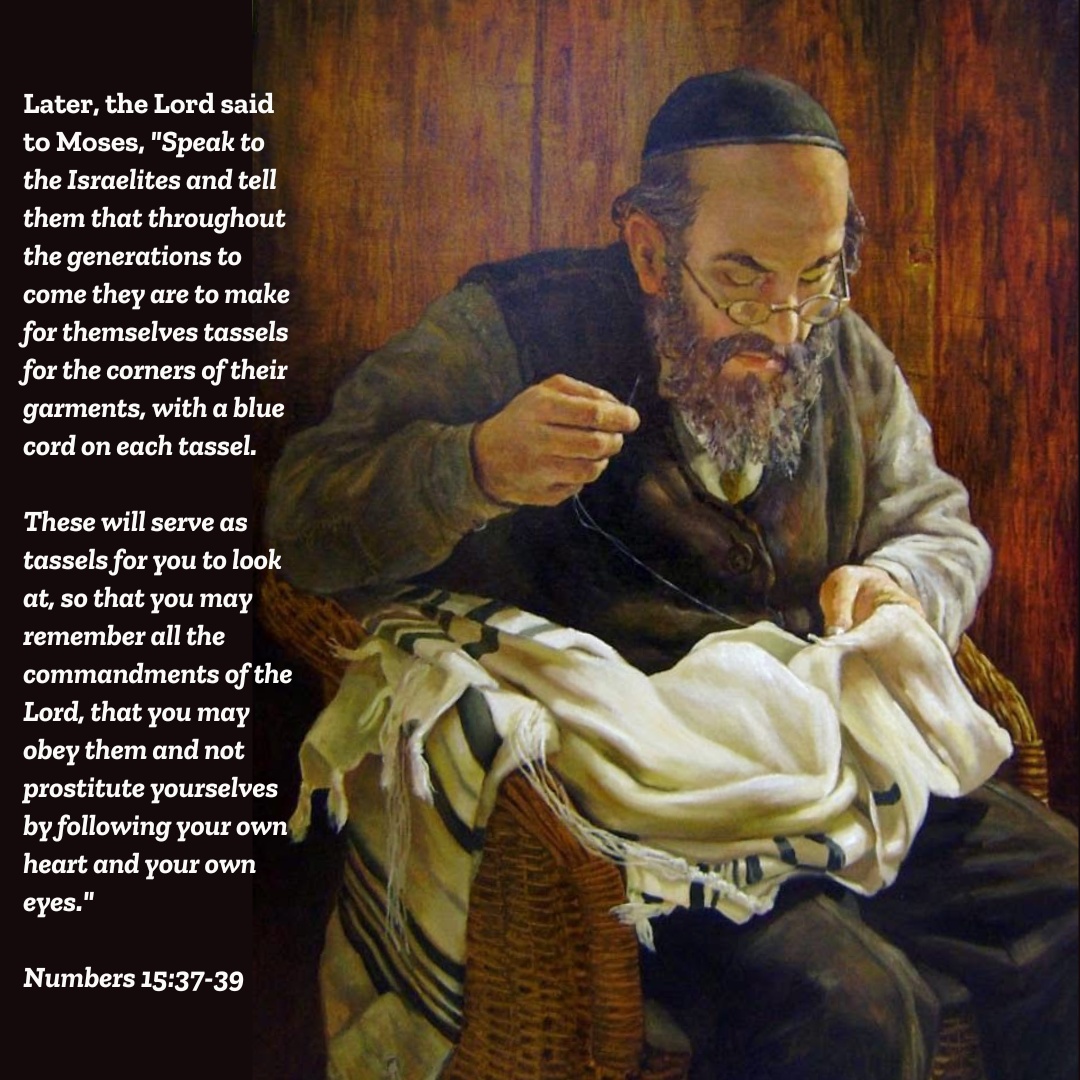 Later, the Lord said
to Moses, "Speak to
the Israelites and tell
them that throughout
the generations to
come they are to make
for themselves tassels
for the corners of their
garments, with a blue
cord on each tassel.
These will serve as
tassels for you to look
at, so that you may
remember all the
commandments of the
Lord, that you may
obey them and not
prostitute yourselves
by following your own
heart and your own
eyes."
Numbers 15:37-39